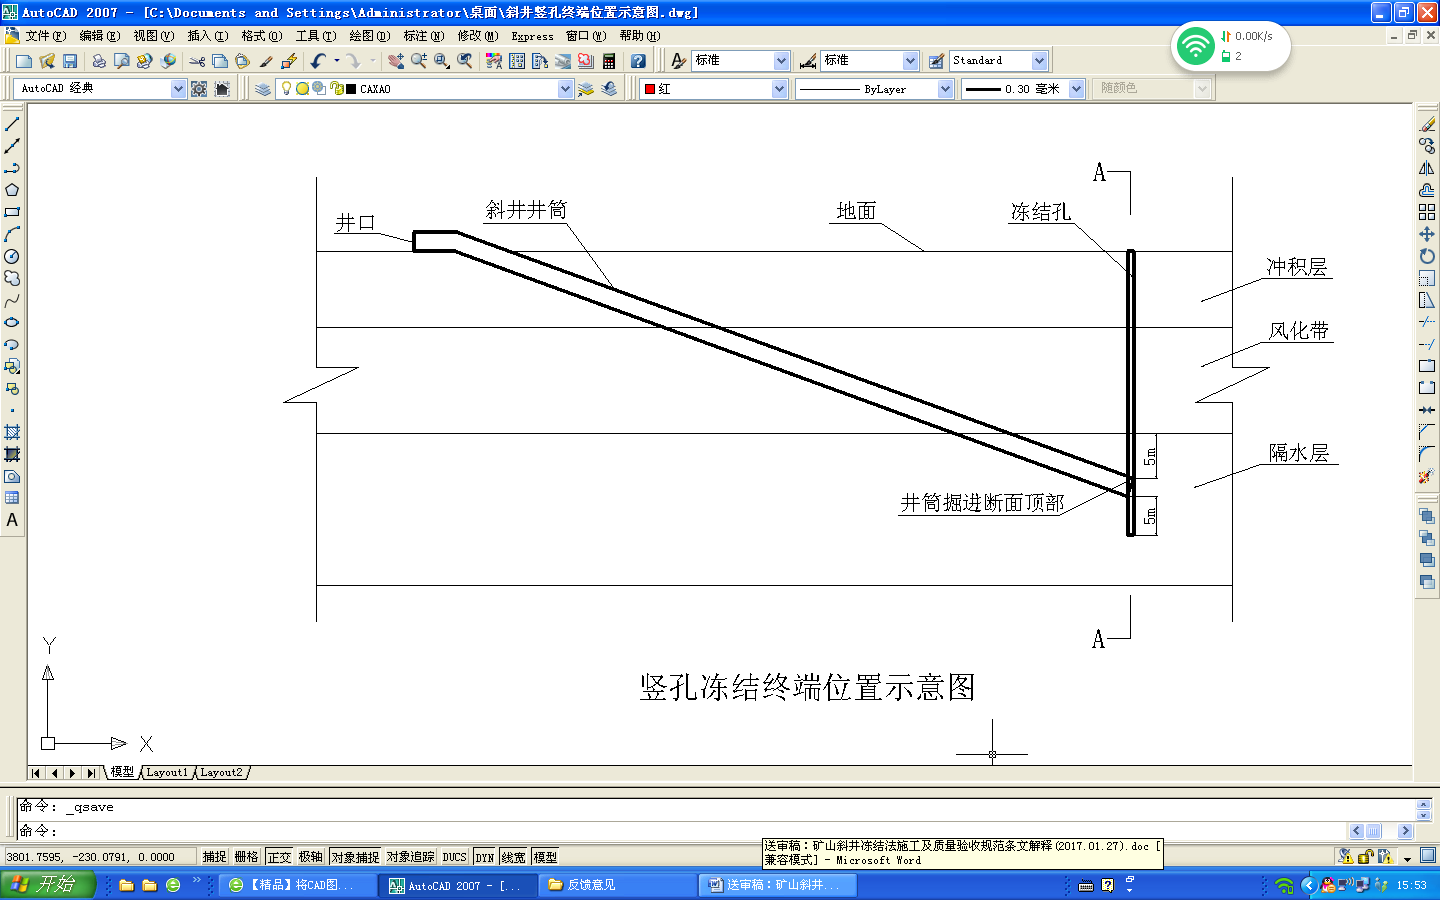 AutoCAD 2007 - [C:\Documents and Settings\Administrator\桌面\斜井竖孔终端位置示意图.dwg]
文件(F) 编辑(E) 视图(V) 插入(I) 格式(O) 工具(T) 绘图(D) 标注(N) 修改(M) Express 窗口(W) 帮助(H)
0.00K/s
2
标准 标准 Standard
AutoCAD 经典 CAXAO 红 ByLayer 0.30 毫米 随颜色
A
井口
斜井井筒
地面
冻结孔
冲积层
风化带
隔水层
5m
井筒掘进断面顶部
5m
A
竖孔冻结终端位置示意图
Y
X
A
模型 Layout1 Layout2
命令: _qsave
命令:
3801.7595, -230.0791, 0.0000 捕捉 栅格 正交 极轴 对象捕捉 对象追踪 DUCS DYN 线宽 模型
送审稿：矿山斜井冻结法施工及质量验收规范条文解释(2017.01.27).doc [
兼容模式] - Microsoft Word
开始 【精品】将CAD图... AutoCAD 2007 - [... 反馈意见 送审稿：矿山斜井... 15:53